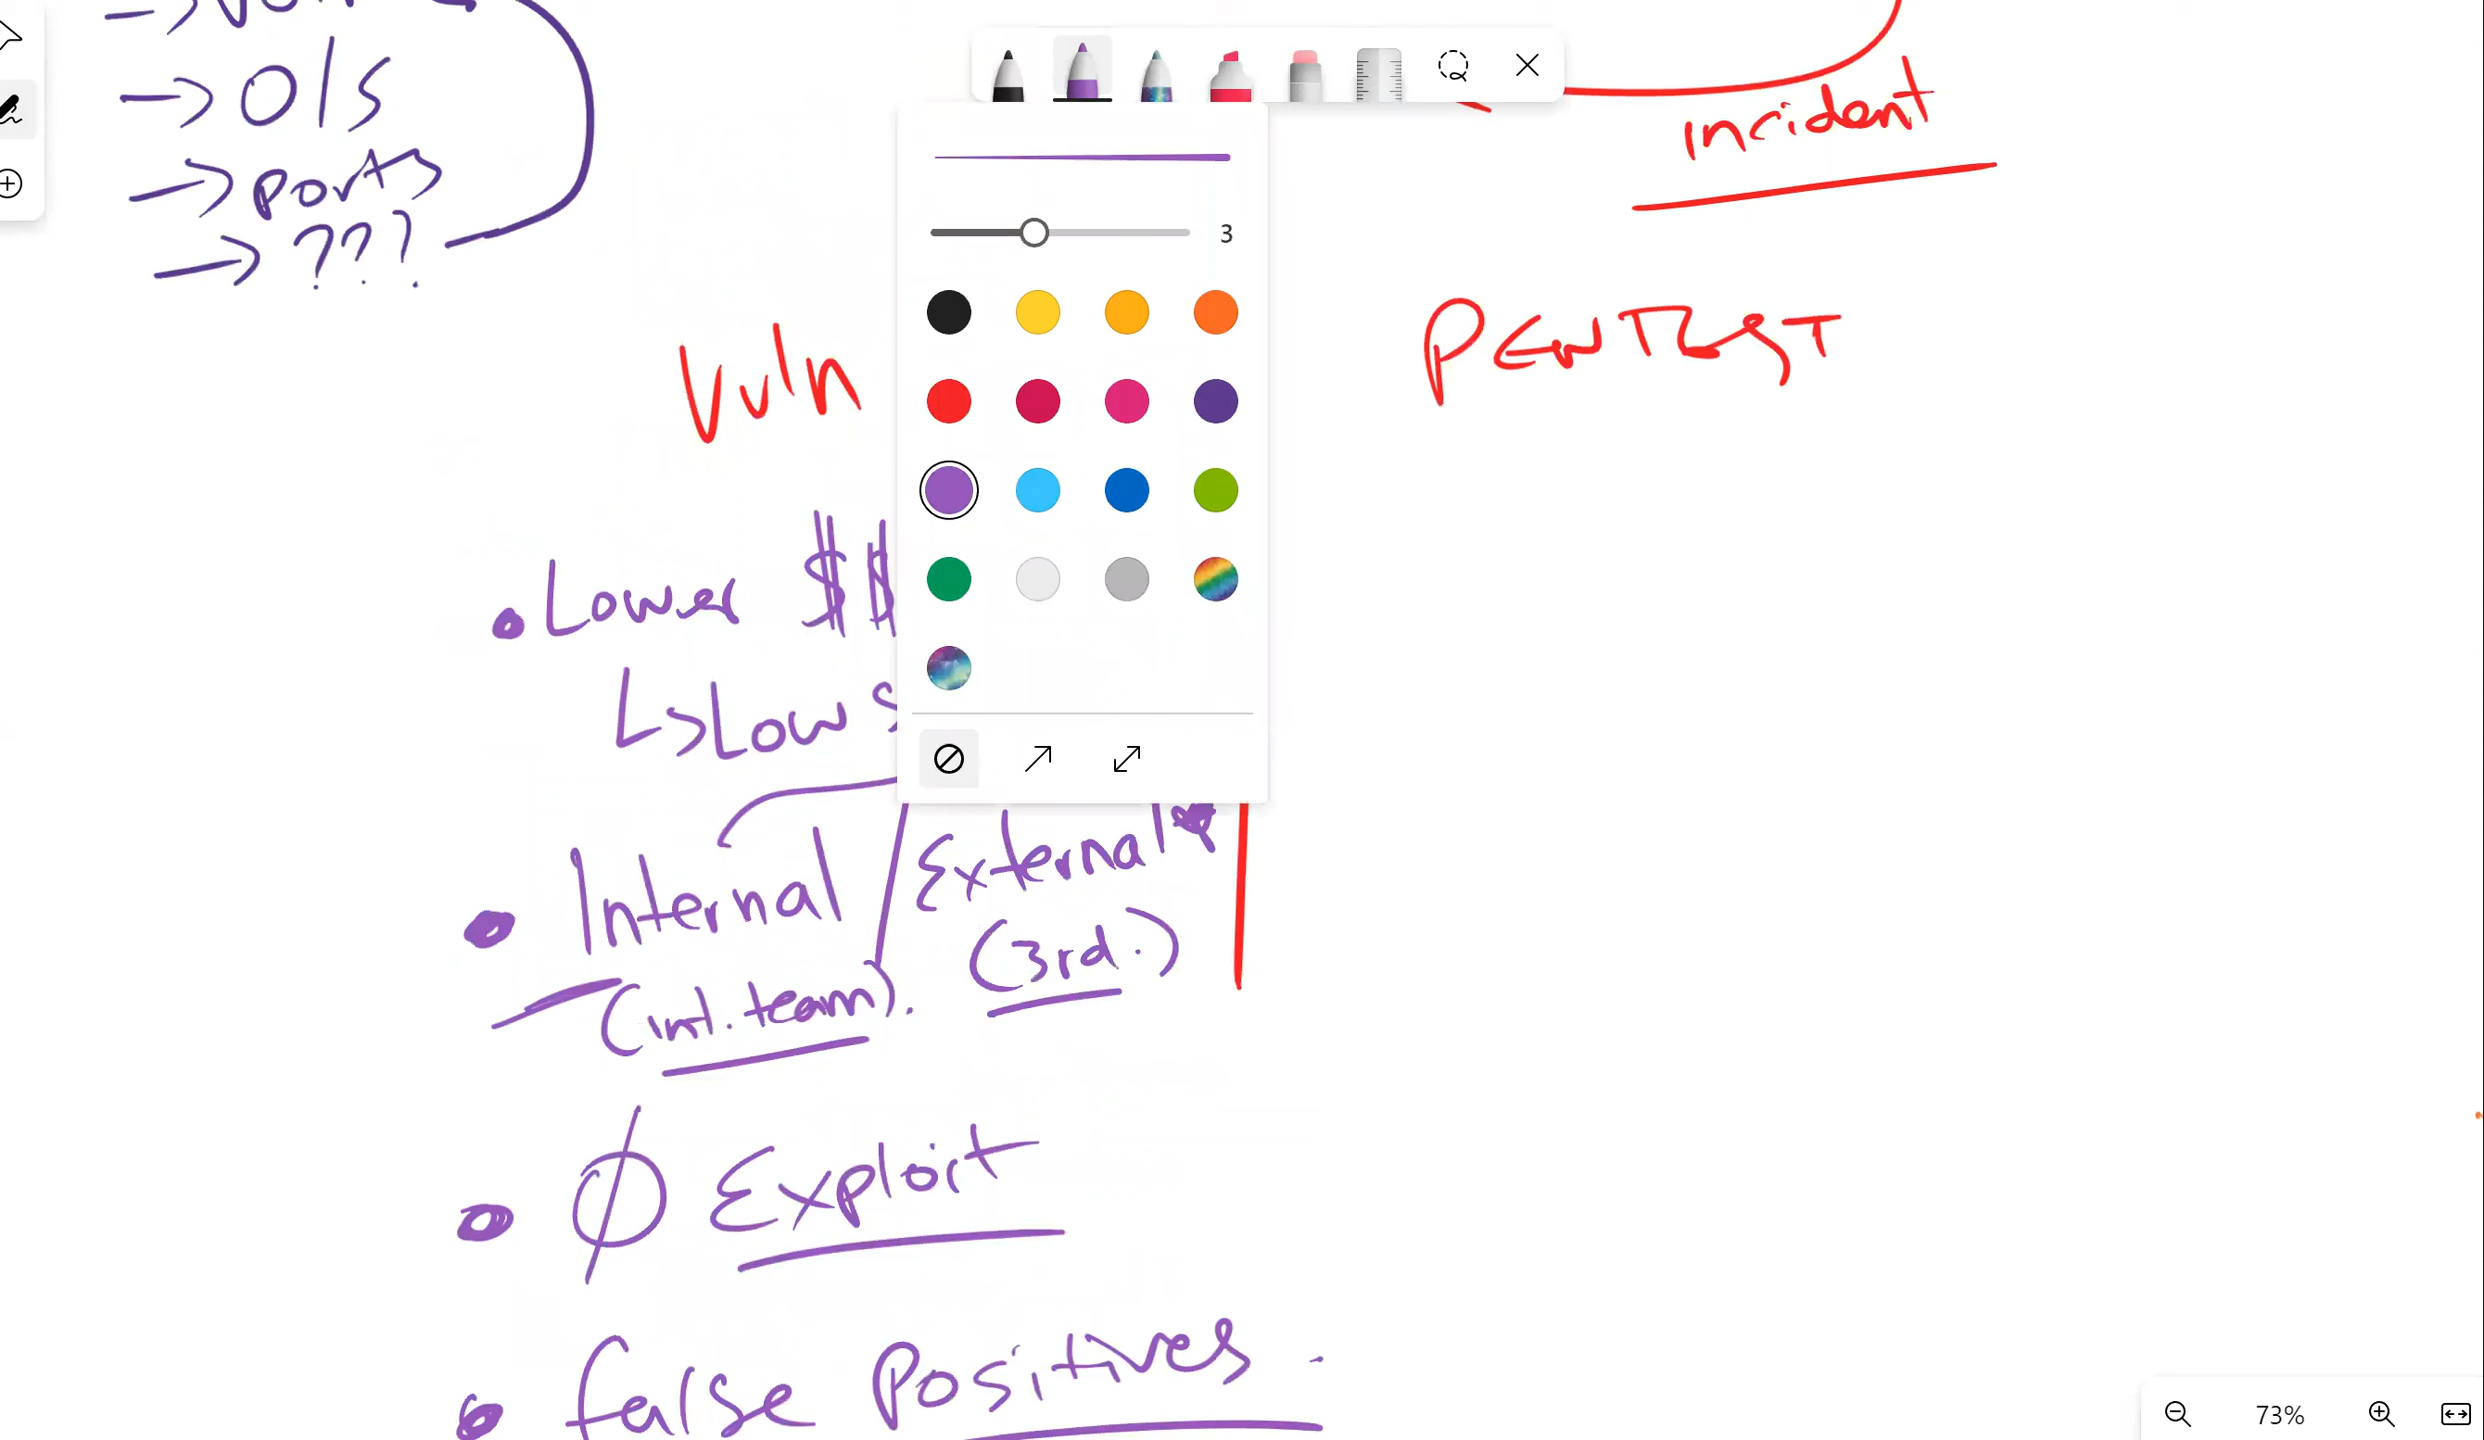 → O/S
→ ports
→ ???
incident
3
Vuln
PENTEST
• Lower $$
↳ Low
• Internal
External
(int. team).
(3rd.)
• Ø Exploit
• false Positives
73%